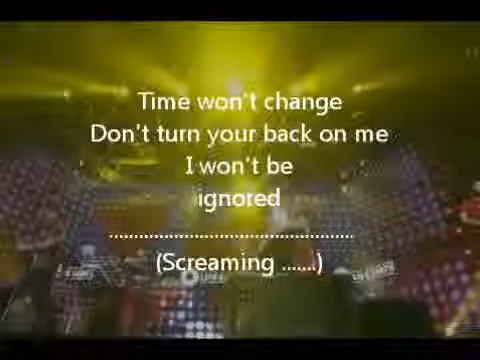 Time won't change
Don't turn your back on me
I won't be
ignored
.................................................
(Screaming .......)